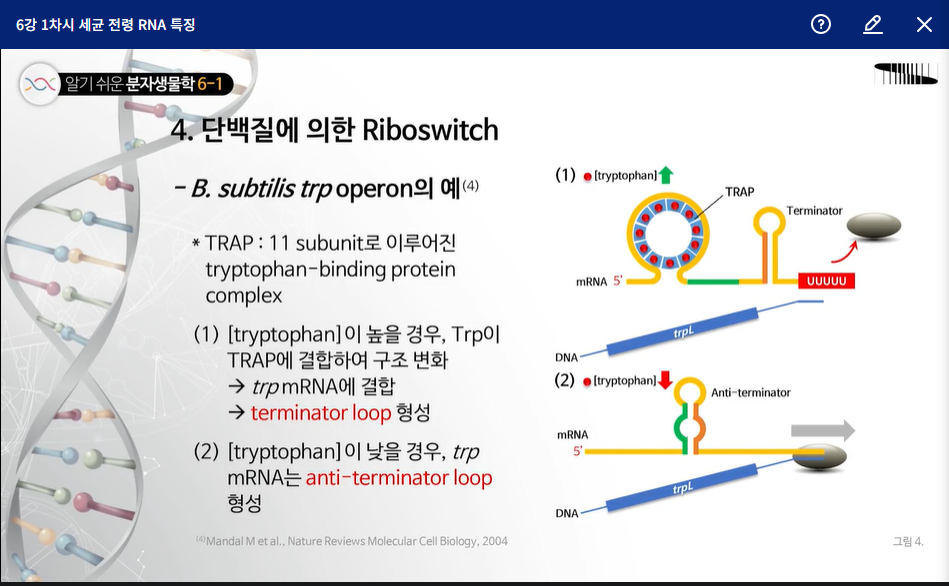 6강 1차시 세균 전령 RNA 특징
알기 쉬운 분자생물학 6-1
4. 단백질에 의한 Riboswitch
- B. subtilis trp operon의 예(4)
* TRAP : 11 subunit로 이루어진
tryptophan-binding protein
complex
(1) [tryptophan]이 높을 경우, Trp이
TRAP에 결합하여 구조 변화
→ trp mRNA에 결합
→ terminator loop 형성
(2) [tryptophan]이 낮을 경우, trp
mRNA는 anti-terminator loop
형성
(4)Mandal M et al., Nature Reviews Molecular Cell Biology, 2004
(1) [tryptophan]
TRAP
Terminator
mRNA 5'
UUUUU
trpL
DNA
(2) [tryptophan]
Anti-terminator
mRNA
5'
trpL
DNA
그림 4.